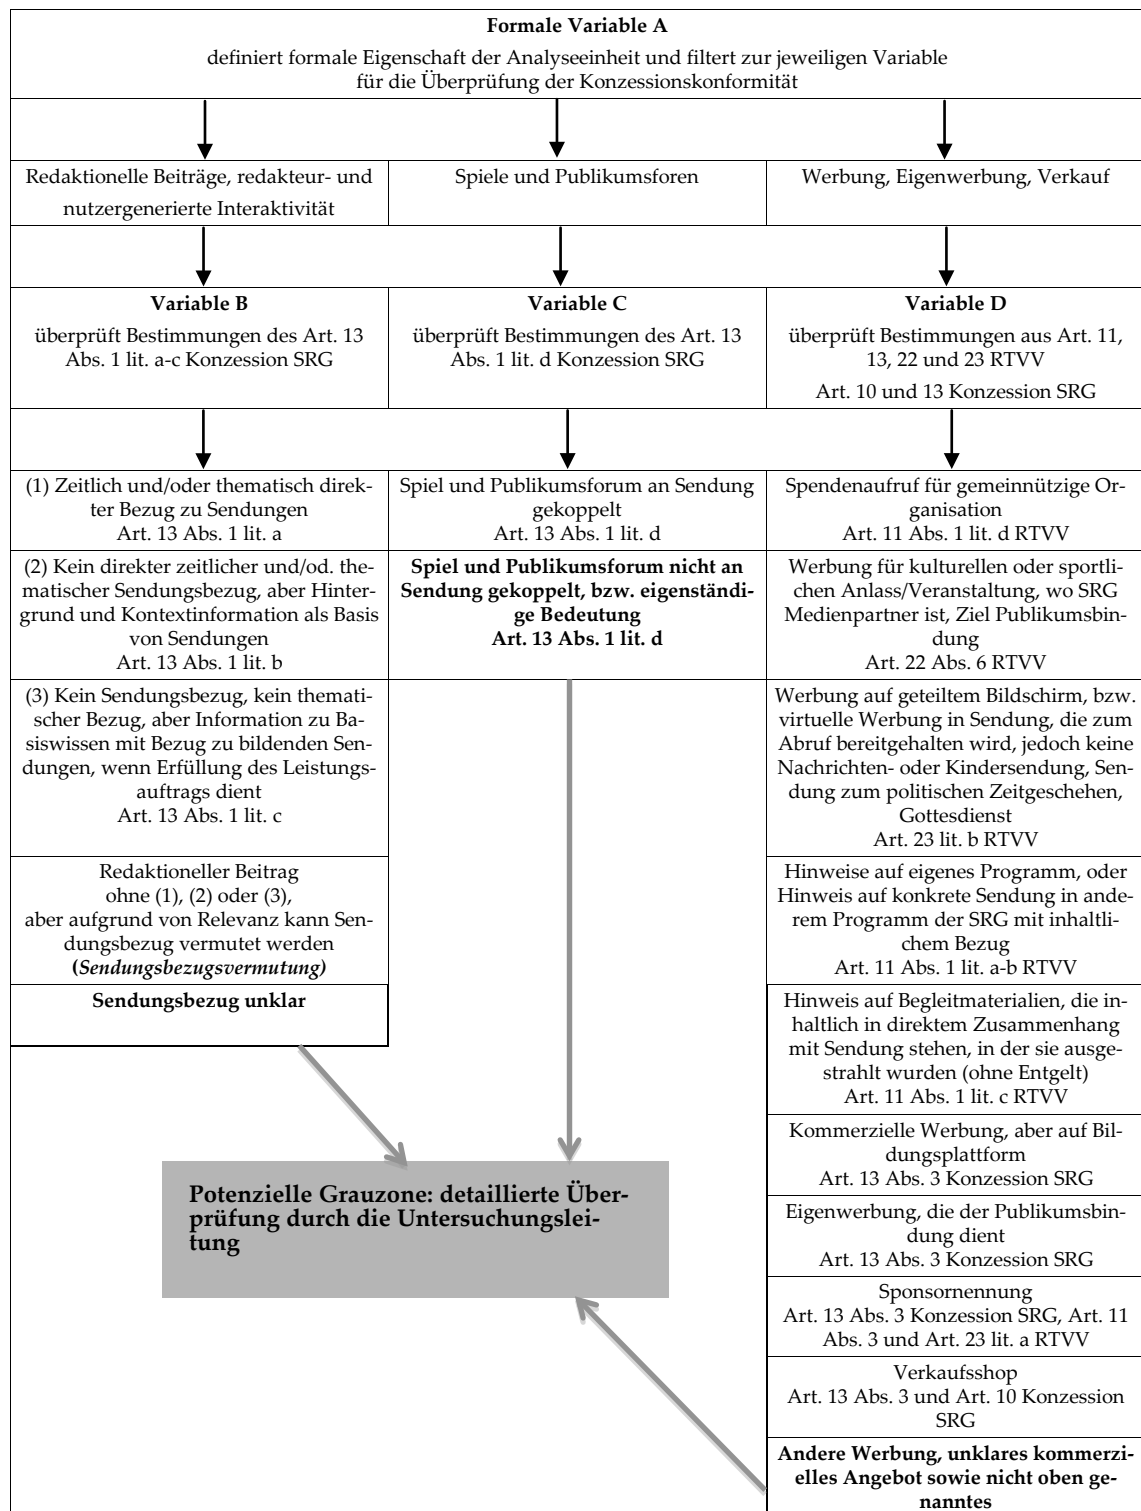 Formale Variable A
definiert formale Eigenschaft der Analyseeinheit und filtert zur jeweiligen Variable
für die Überprüfung der Konzessionskonformität
Redaktionelle Beiträge, redakteur- und
nutzergenerierte Interaktivität
Spiele und Publikumsforen
Werbung, Eigenwerbung, Verkauf
Variable B
überprüft Bestimmungen des Art. 13
Abs. 1 lit. a-c Konzession SRG
Variable C
überprüft Bestimmungen des Art. 13
Abs. 1 lit. d Konzession SRG
Variable D
überprüft Bestimmungen aus Art. 11,
13, 22 und 23 RTVV
Art. 10 und 13 Konzession SRG
(1) Zeitlich und/oder thematisch direk-
ter Bezug zu Sendungen
Art. 13 Abs. 1 lit. a
(2) Kein direkter zeitlicher und/od. the-
matischer Sendungsbezug, aber Hinter-
grund und Kontextinformation als Basis
von Sendungen
Art. 13 Abs. 1 lit. b
(3) Kein Sendungsbezug, kein themati-
scher Bezug, aber Information zu Ba-
siswissen mit Bezug zu bildenden Sen-
dungen, wenn Erfüllung des Leistungs-
auftrags dient
Art. 13 Abs. 1 lit. c
Redaktioneller Beitrag
ohne (1), (2) oder (3),
aber aufgrund von Relevanz kann Sen-
dungsbezug vermutet werden
(Sendungsbezugsvermutung)
Sendungsbezug unklar
Spiel und Publikumsforum an Sendung
gekoppelt
Art. 13 Abs. 1 lit. d
Spiel und Publikumsforum nicht an
Sendung gekoppelt, bzw. eigenständi-
ge Bedeutung
Art. 13 Abs. 1 lit. d
Spendenaufruf für gemeinnützige Or-
ganisation
Art. 11 Abs. 1 lit. d RTVV
Werbung für kulturellen oder sportli-
chen Anlass/Veranstaltung, wo SRG
Medienpartner ist, Ziel Publikumsbin-
dung
Art. 22 Abs. 6 RTVV
Werbung auf geteiltem Bildschirm, bzw.
virtuelle Werbung in Sendung, die zum
Abruf bereitgehalten wird, jedoch keine
Nachrichten- oder Kindersendung, Sen-
dung zum politischen Zeitgeschehen,
Gottesdienst
Art. 23 lit. b RTVV
Hinweise auf eigenes Programm, oder
Hinweis auf konkrete Sendung in ande-
rem Programm der SRG mit inhaltli-
chem Bezug
Art. 11 Abs. 1 lit. a-b RTVV
Hinweis auf Begleitmaterialien, die in-
haltlich in direktem Zusammenhang
mit Sendung stehen, in der sie ausge-
strahlt wurden (ohne Entgelt)
Art. 11 Abs. 1 lit. c RTVV
Kommerzielle Werbung, aber auf Bil-
dungsplattform
Art. 13 Abs. 3 Konzession SRG
Eigenwerbung, die der Publikumsbin-
dung dient
Art. 13 Abs. 3 Konzession SRG
Sponsornennung
Art. 13 Abs. 3 Konzession SRG, Art. 11
Abs. 3 und Art. 23 lit. a RTVV
Verkaufsshop
Art. 13 Abs. 3 und Art. 10 Konzession
SRG
Andere Werbung, unklares kommerzi-
elles Angebot sowie nicht oben ge-
nanntes
Potenzielle Grauzone: detaillierte Über-
prüfung durch die Untersuchungslei-
tung